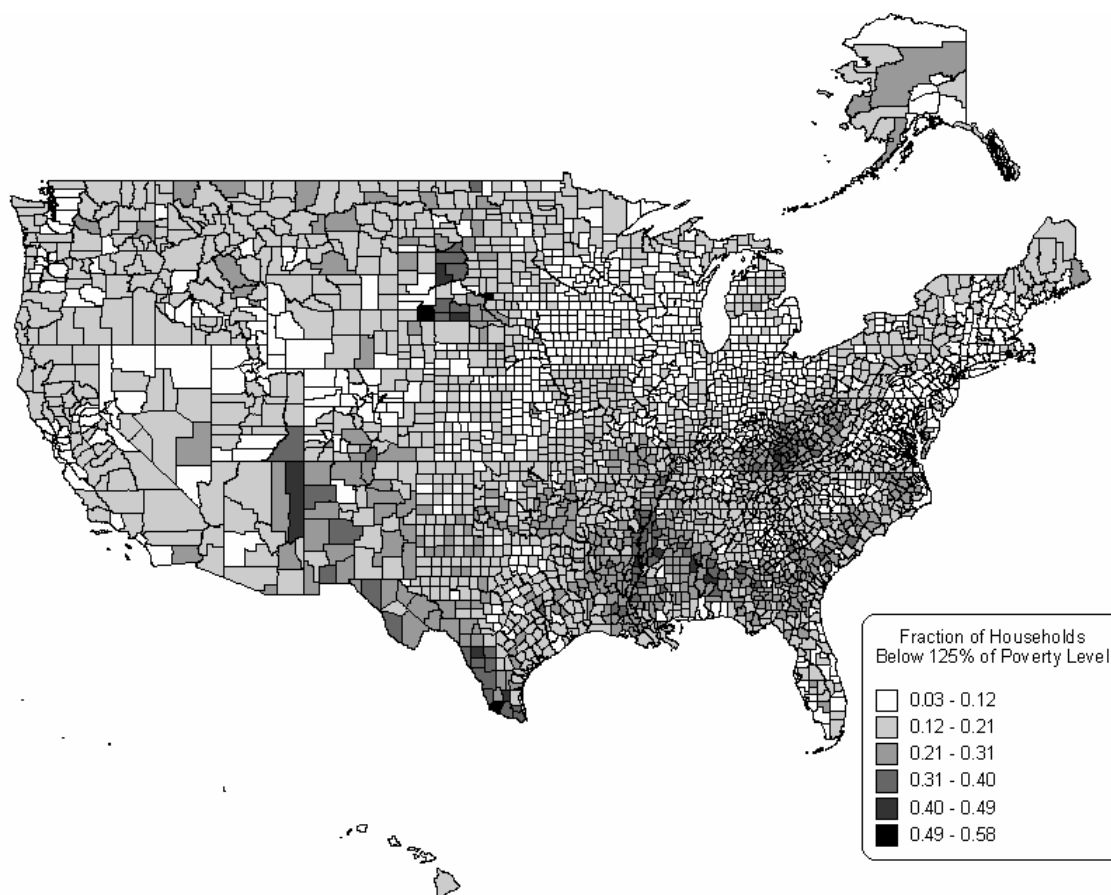 Fraction of Households
Below 125% of Poverty Level
0.03 - 0.12
0.12 - 0.21
0.21 - 0.31
0.31 - 0.40
0.40 - 0.49
0.49 - 0.58